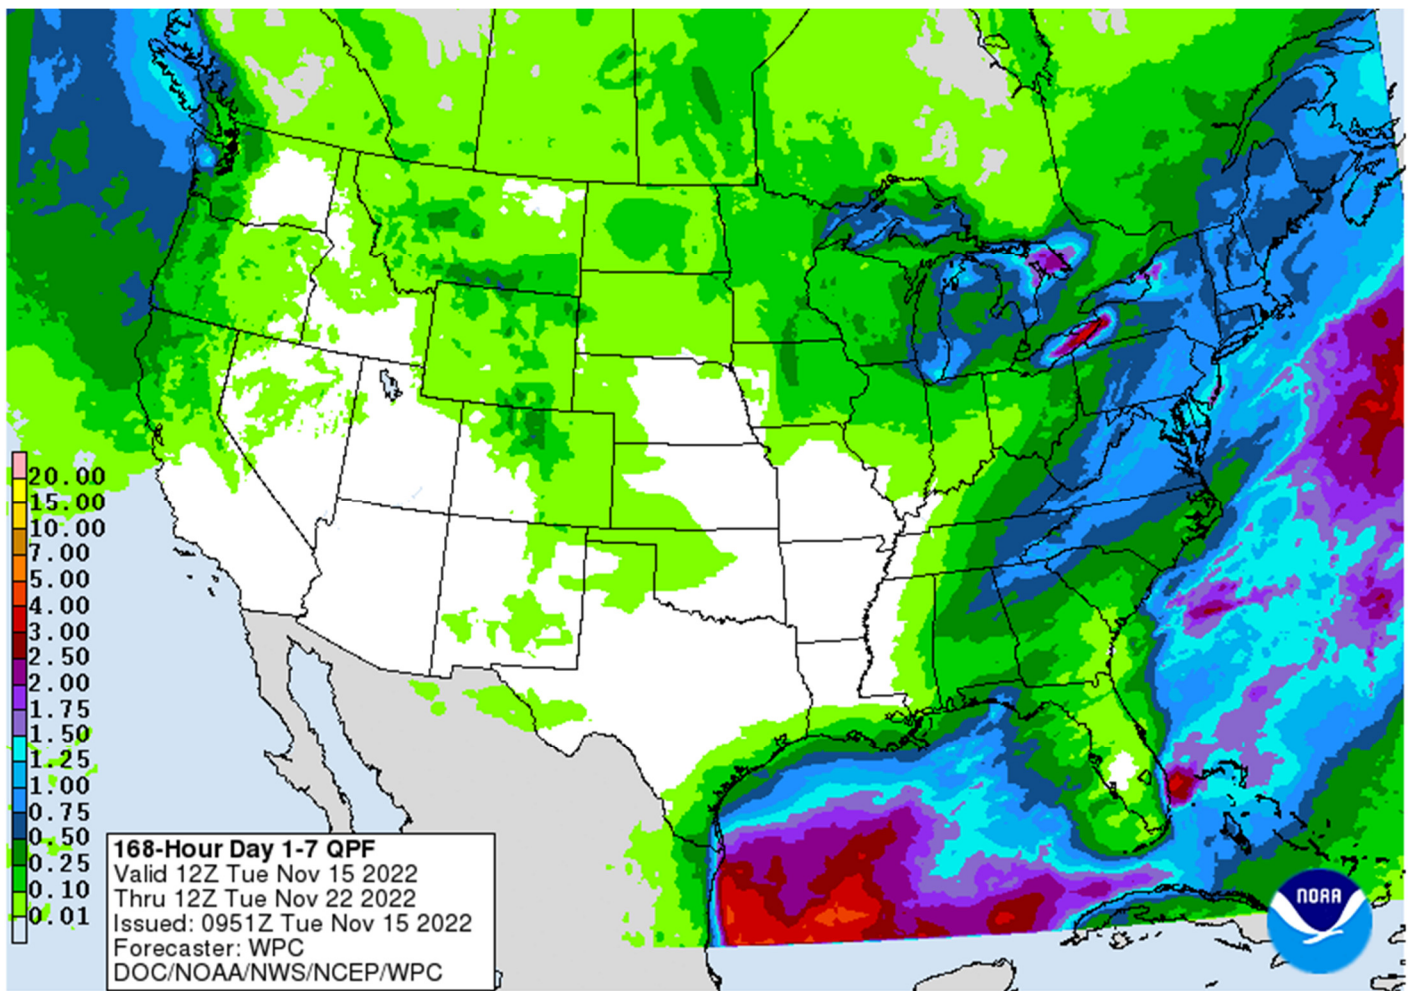 20.00
15.00
10.00
7.00
5.00
4.00
3.00
2.50
2.00
1.75
1.50
1.25
1.00
0.75
0.50
0.25
0.10
0.01
168-Hour Day 1-7 QPF
Valid 12Z Tue Nov 15 2022
Thru 12Z Tue Nov 22 2022
Issued: 0951Z Tue Nov 15 2022
Forecaster: WPC
DOC/NOAA/NWS/NCEP/WPC
NOAA